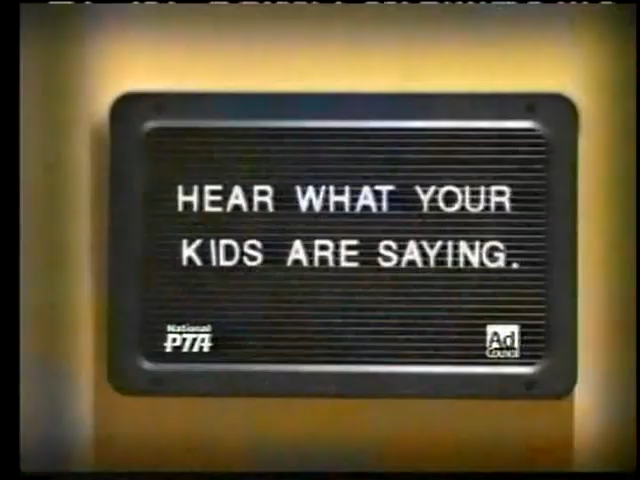 HEAR WHAT YOUR
KIDS ARE SAYING.
National
PTA
Ad
COUNCIL